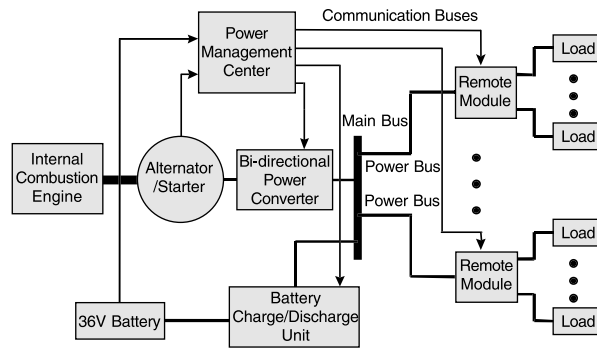 Communication Buses
Power
Management
Center
Load
Remote
Module
Load
Main Bus
Internal
Combustion
Engine
Alternator
/Starter
Bi-directional
Power
Converter
Power Bus
Power Bus
Load
Remote
Module
Load
36V Battery
Battery
Charge/Discharge
Unit